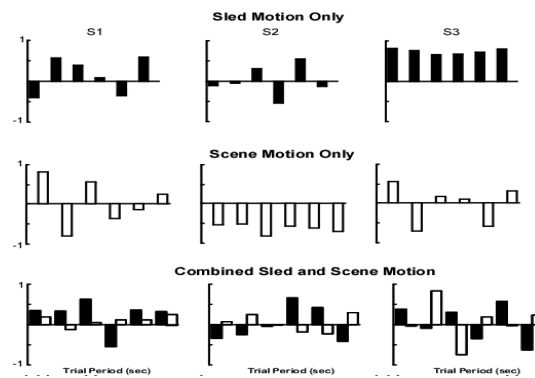 Sled Motion Only
S1 S2 S3
1
-1
Scene Motion Only
1
-1
Combined Sled and Scene Motion
1
-1
Trial Period (sec) Trial Period (sec) Trial Period (sec)